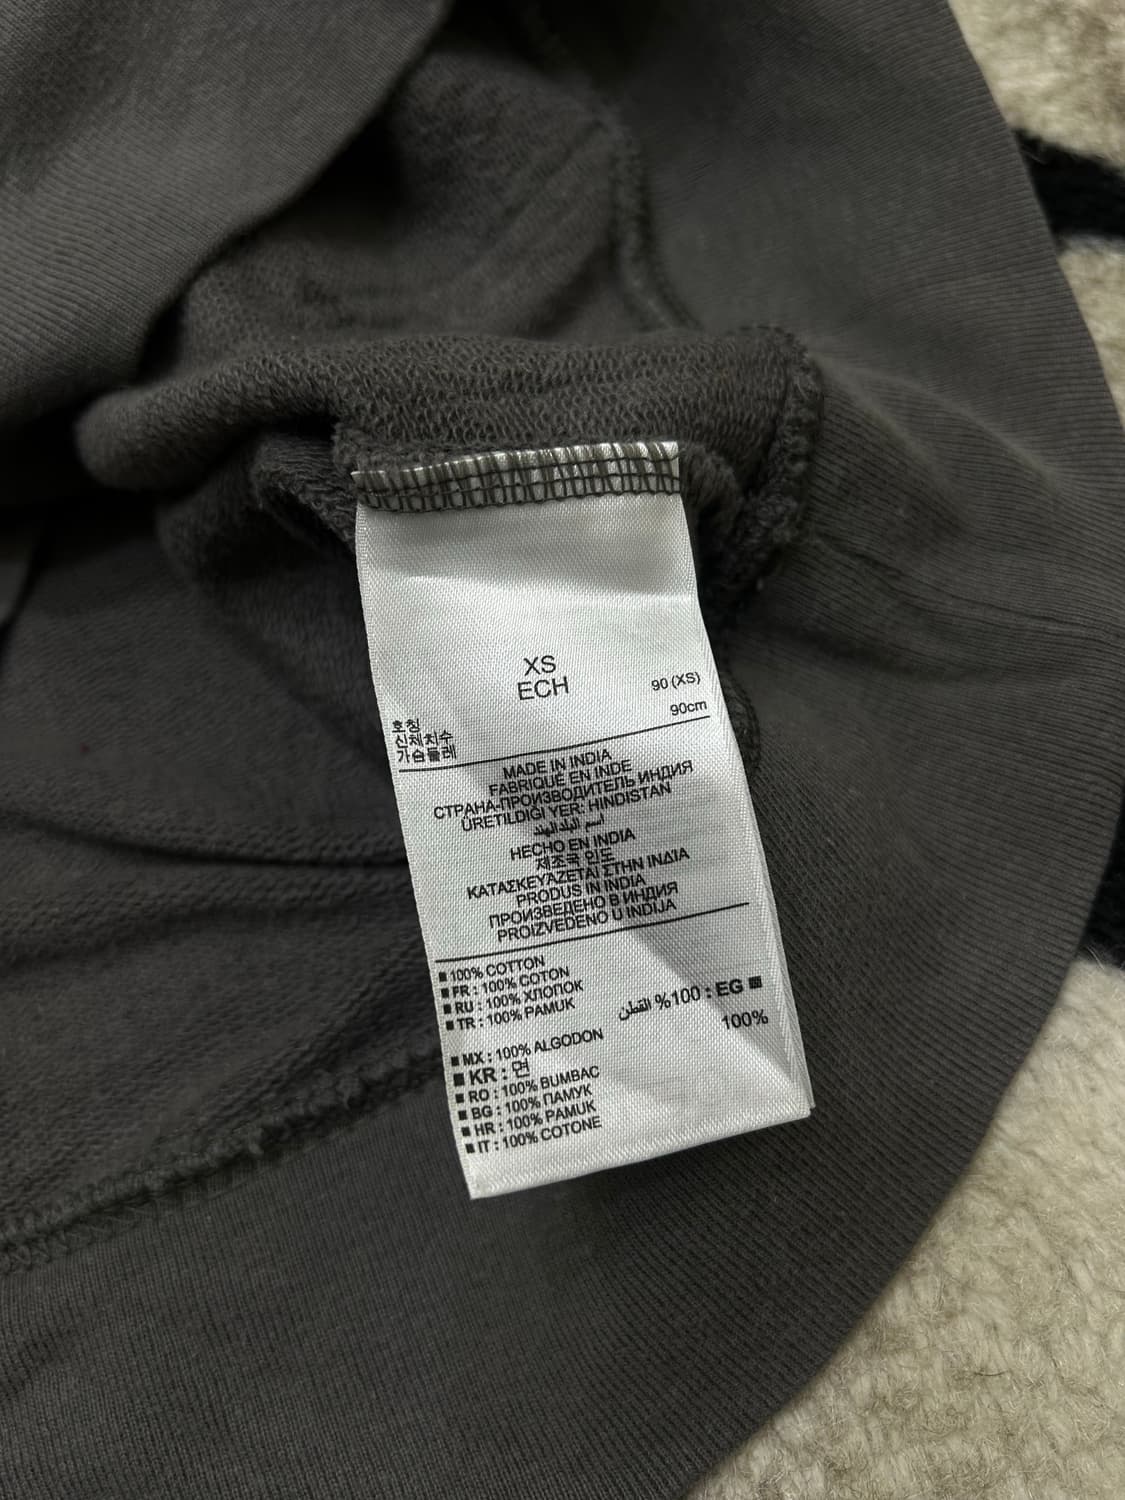 XS
ECH
90 (XS)
90cm
호칭
신체치수
가슴둘레
MADE IN INDIA
FABRIQUÉ EN INDE
СТРАНА-ПРОИЗВОДИТЕЛЬ ИНДИЯ
ÜRETILDIĞI YER: HINDISTAN
اسم البلد الهند
HECHO EN INDIA
제조국 인도
ΚΑΤΑΣΚΕΥΑΖΕΤΑΙ ΣΤΗΝ ΙΝΔΙΑ
PRODUS IN INDIA
ПРОИЗВЕДЕНО В ИНДИЯ
PROIZVEDENO U INDIJA
■ 100% COTTON
■ FR : 100% COTON
■ RU : 100% ХЛОПОК
■ TR : 100% PAMUK
القطن %100 : EG ■
■ MX : 100% ALGODON
■ KR : 면 100%
■ RO : 100% BUMBAC
■ BG : 100% ПАМУК
■ HR : 100% PAMUK
■ IT : 100% COTONE